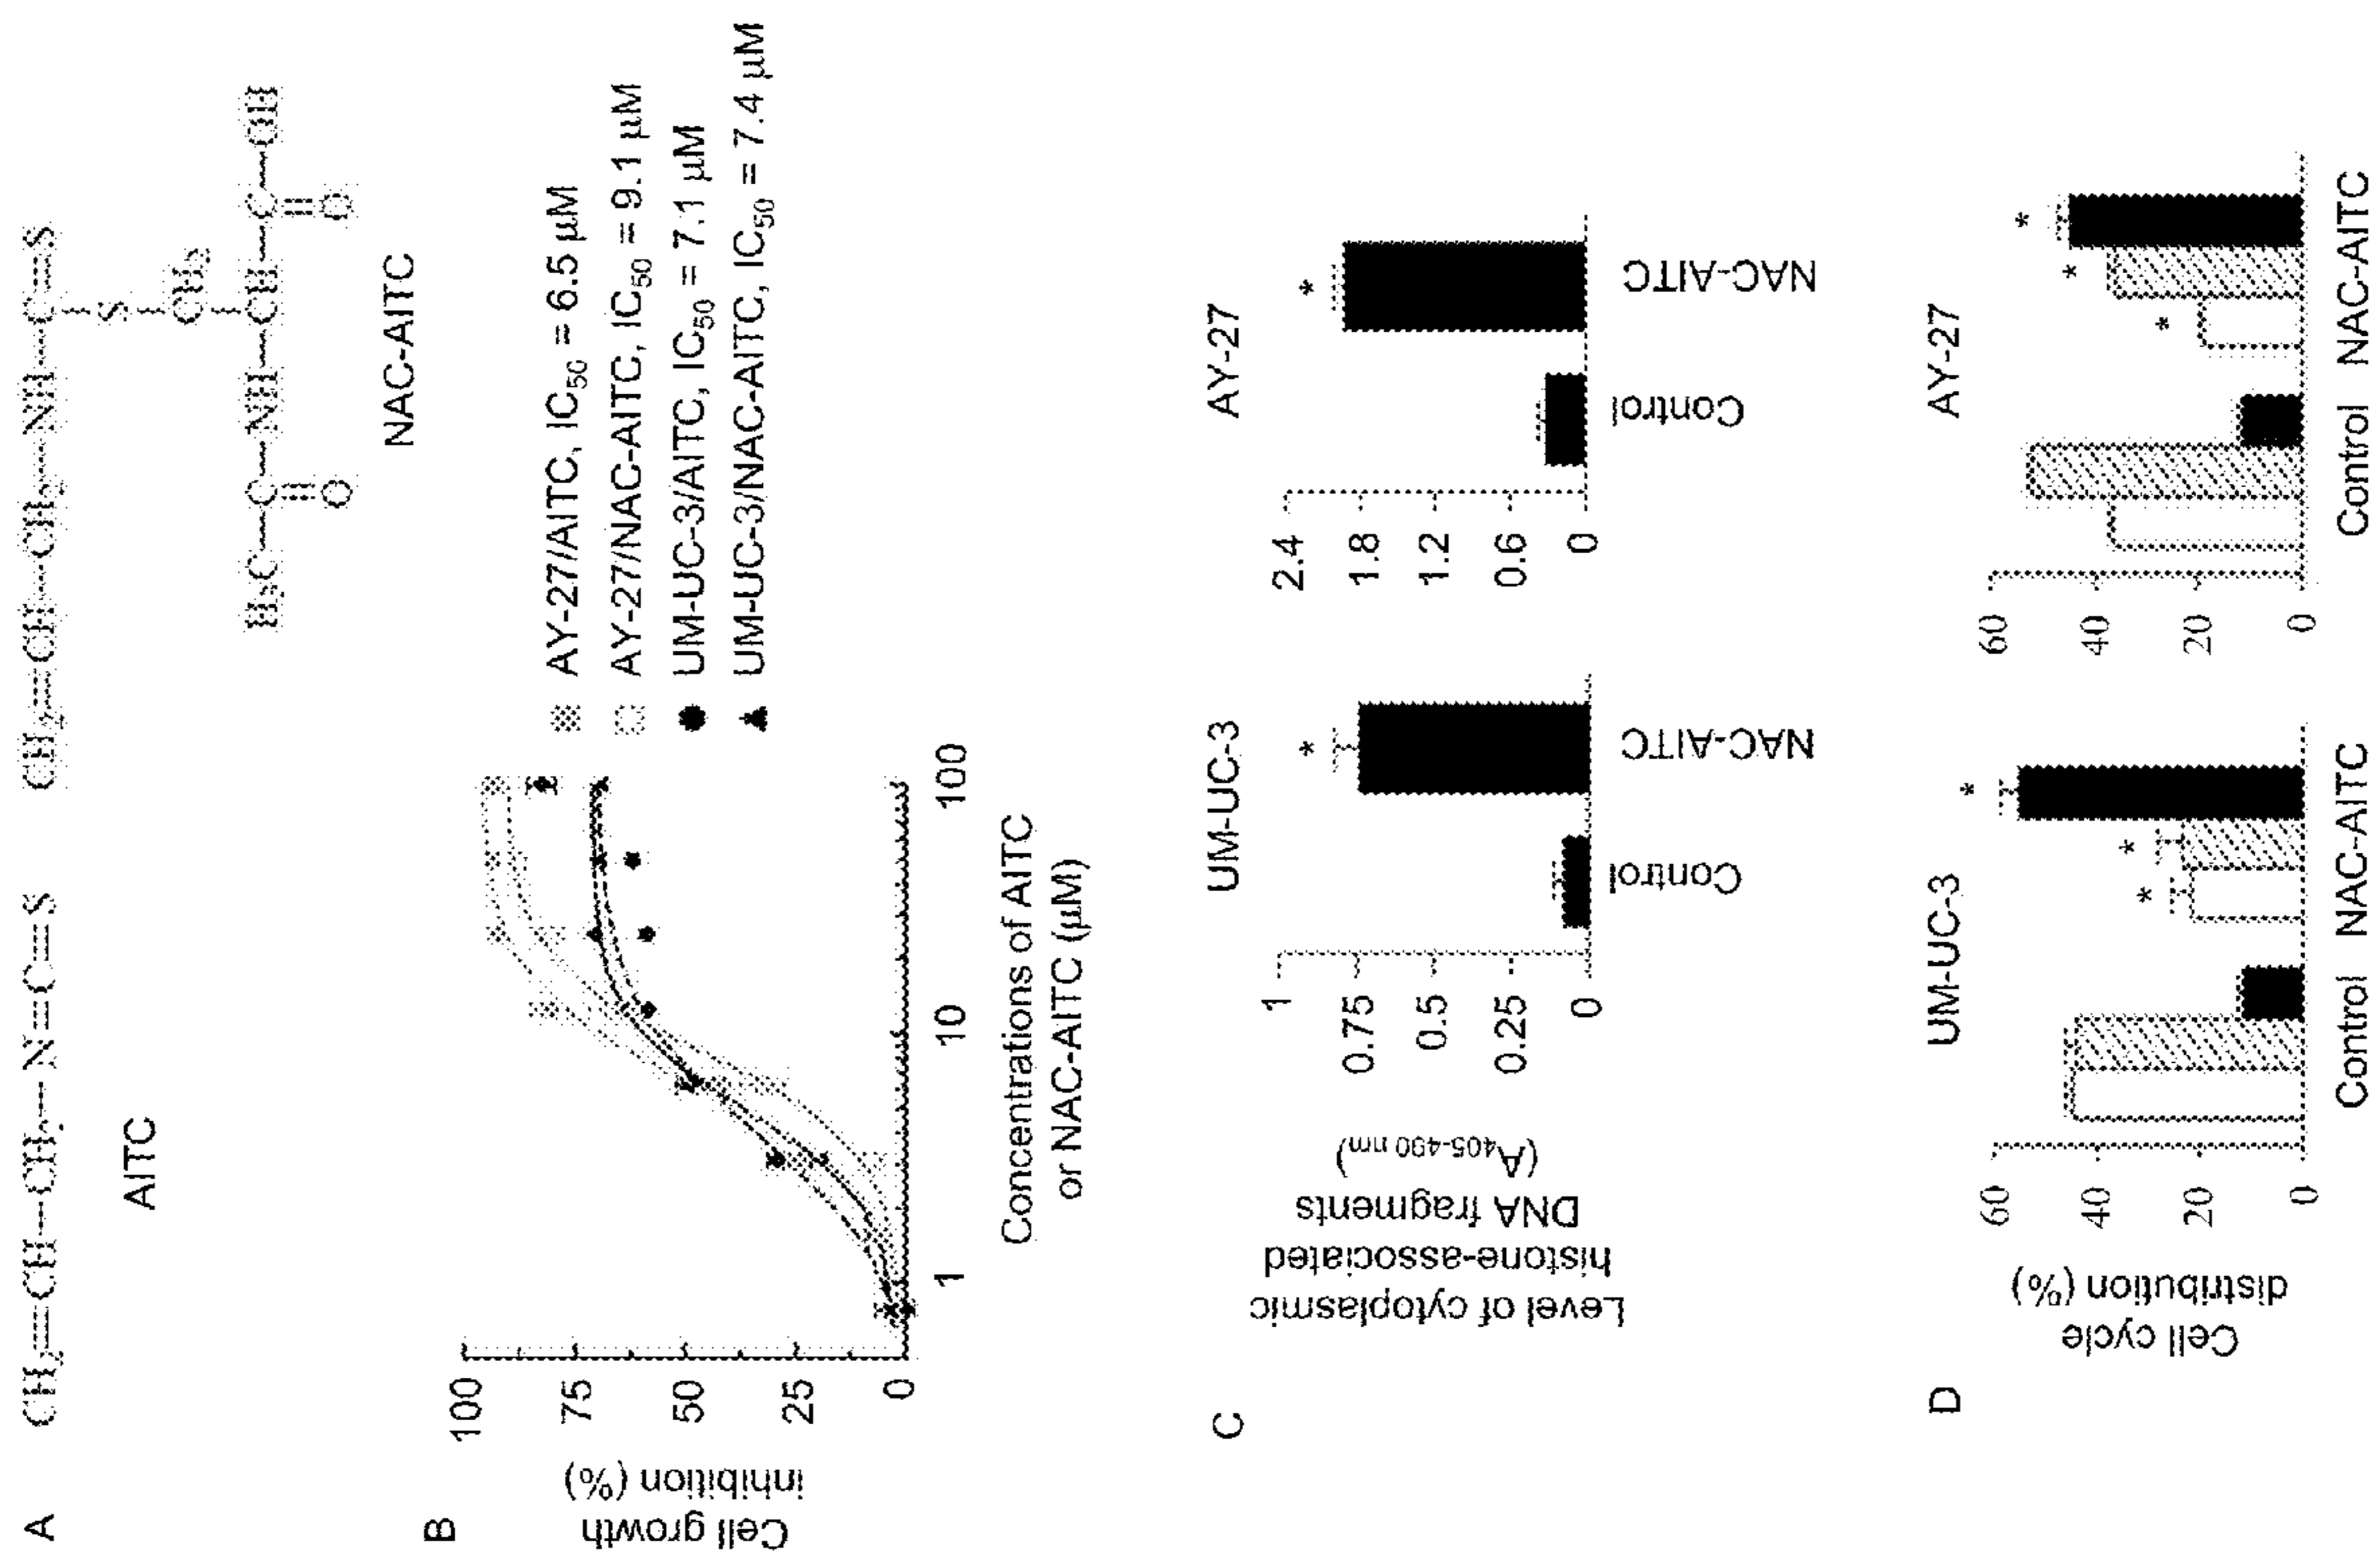 A
CH₂=CH-CH₂-N=C=S
AITC
CH₂=CH-CH₂-NH-C=S
S
CH₂
H₃C-C-NH-CH-C-OH
O
O
NAC-AITC
B
Cell growth
inhibition (%)
100
75
50
25
0
1
10
100
Concentrations of AITC
or NAC-AITC (µM)
AY-27/AITC, IC₅₀ = 6.5 µM
AY-27/NAC-AITC, IC₅₀ = 9.1 µM
UM-UC-3/AITC, IC₅₀ = 7.1 µM
UM-UC-3/NAC-AITC, IC₅₀ = 7.4 µM
C
Level of cytoplasmic
histone-associated
DNA fragments
(A₄₀₅₋₄₉₀ ₙₘ)
UM-UC-3
1
0.75
0.5
0.25
0
Control
NAC-AITC
*
AY-27
2.4
1.8
1.2
0.6
0
Control
NAC-AITC
*
D
Cell cycle
distribution (%)
UM-UC-3
60
40
20
0
* * *
Control NAC-AITC
AY-27
60
40
20
0
* * *
Control NAC-AITC